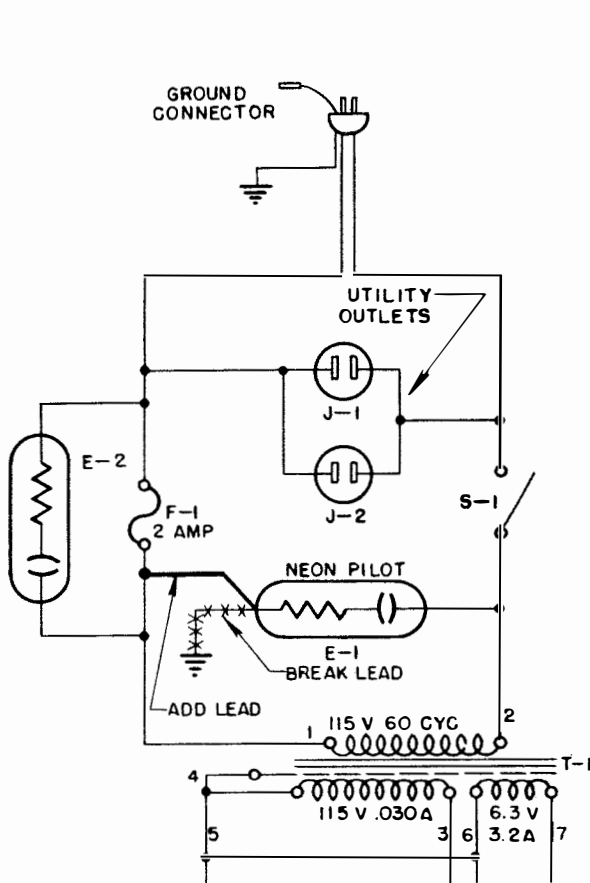 GROUND
CONNECTOR
UTILITY
OUTLETS
J-1
E-2
J-2
S-1
F-1
2 AMP
NEON PILOT
E-1
BREAK LEAD
ADD LEAD
1
115 V 60 CYC
2
T-1
4
115 V .030A
6.3 V
5
3
6
3.2A
7